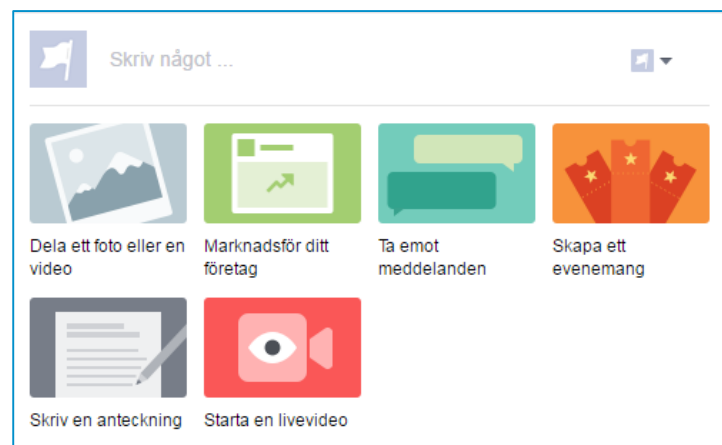 Skriv något ...
Dela ett foto eller en
video
Marknadsför ditt
företag
Ta emot
meddelanden
Skapa ett
evenemang
Skriv en anteckning
Starta en livevideo